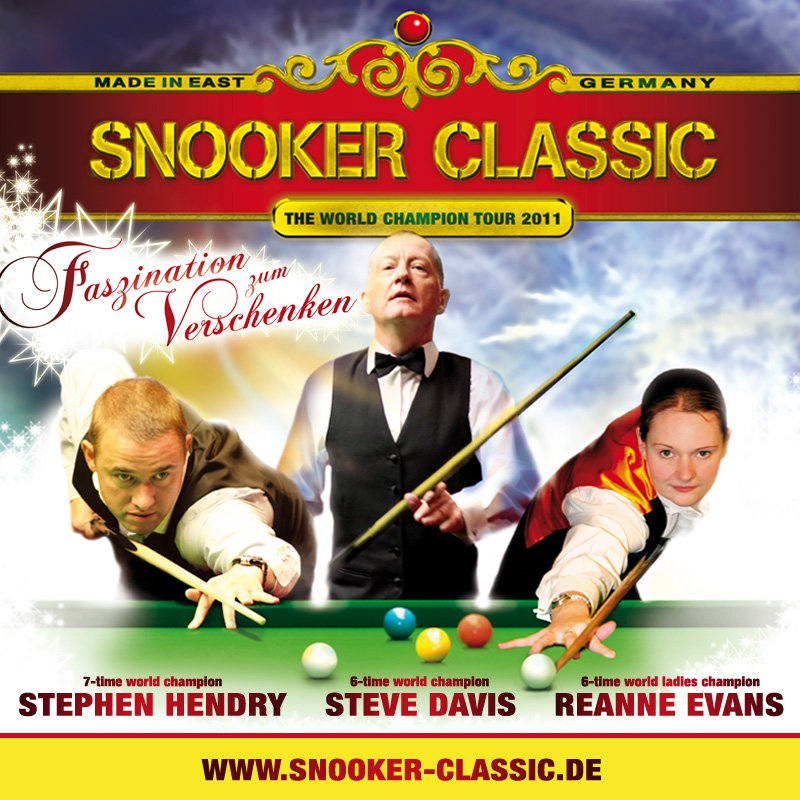 MADE IN EAST GERMANY
SNOOKER CLASSIC
THE WORLD CHAMPION TOUR 2011
Faszination
zum
Verschenken
7-time world champion
STEPHEN HENDRY
6-time world champion
STEVE DAVIS
6-time world ladies champion
REANNE EVANS
WWW.SNOOKER-CLASSIC.DE